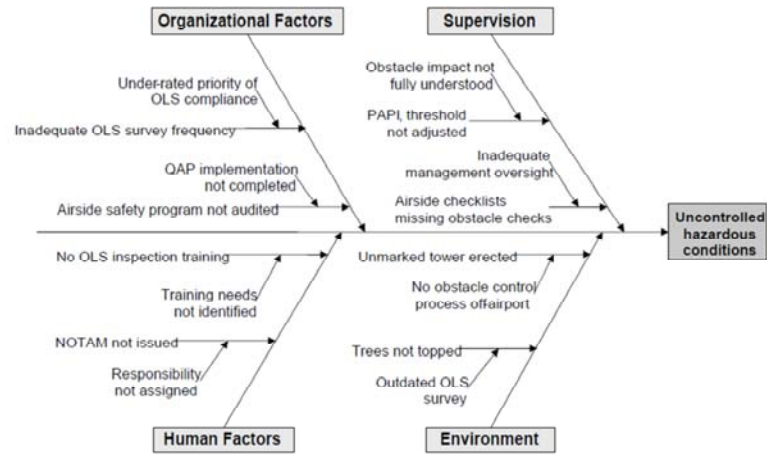 Organizational Factors
Supervision
Under-rated priority of
OLS compliance
Inadequate OLS survey frequency
QAP implementation
not completed
Airside safety program not audited
Obstacle impact not
fully understood
PAPI, threshold
not adjusted
Inadequate
management oversight
Airside checklists
missing obstacle checks
Uncontrolled
hazardous
conditions
No OLS inspection training
Training needs
not identified
NOTAM not issued
Responsibility
not assigned
Unmarked tower erected
No obstacle control
process offairport
Trees not topped
Outdated OLS
survey
Human Factors
Environment